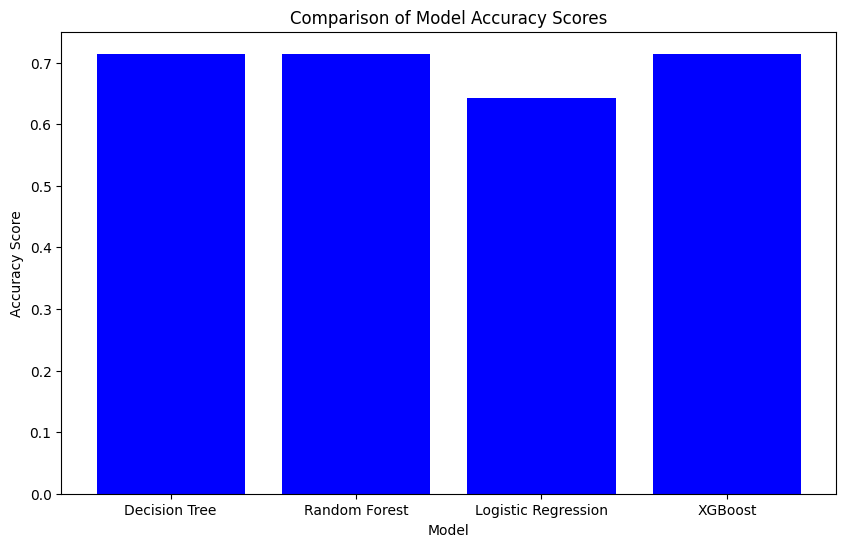 Comparison of Model Accuracy Scores
Accuracy Score
0.7
0.6
0.5
0.4
0.3
0.2
0.1
0.0
Decision Tree
Random Forest
Logistic Regression
XGBoost
Model